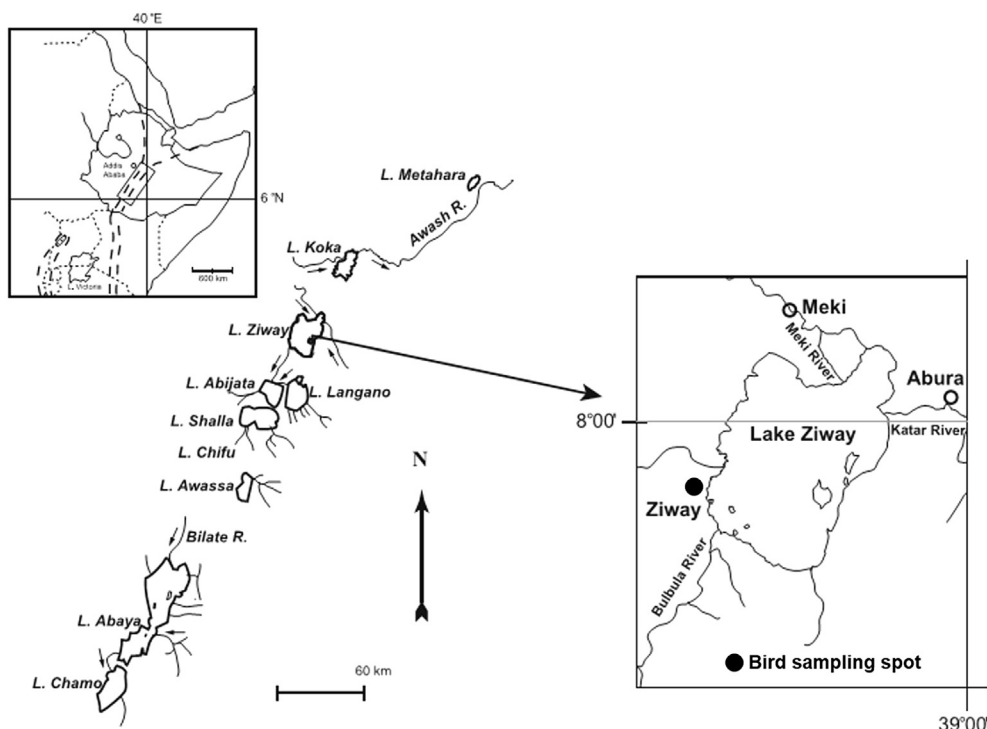 40 °E
Addis
Ababa
6 °N
L. Victoria
600 km
L. Metahara
Awash R.
L. Koka
L. Ziway
L. Abijata
L. Langano
L. Shalla
L. Chifu
L. Awassa
N
Bilate R.
L. Abaya
L. Chamo
60 km
Meki
Meki River
Abura
8°00'
Lake Ziway
Katar River
Ziway
Bulbula River
Bird sampling spot
39°00'